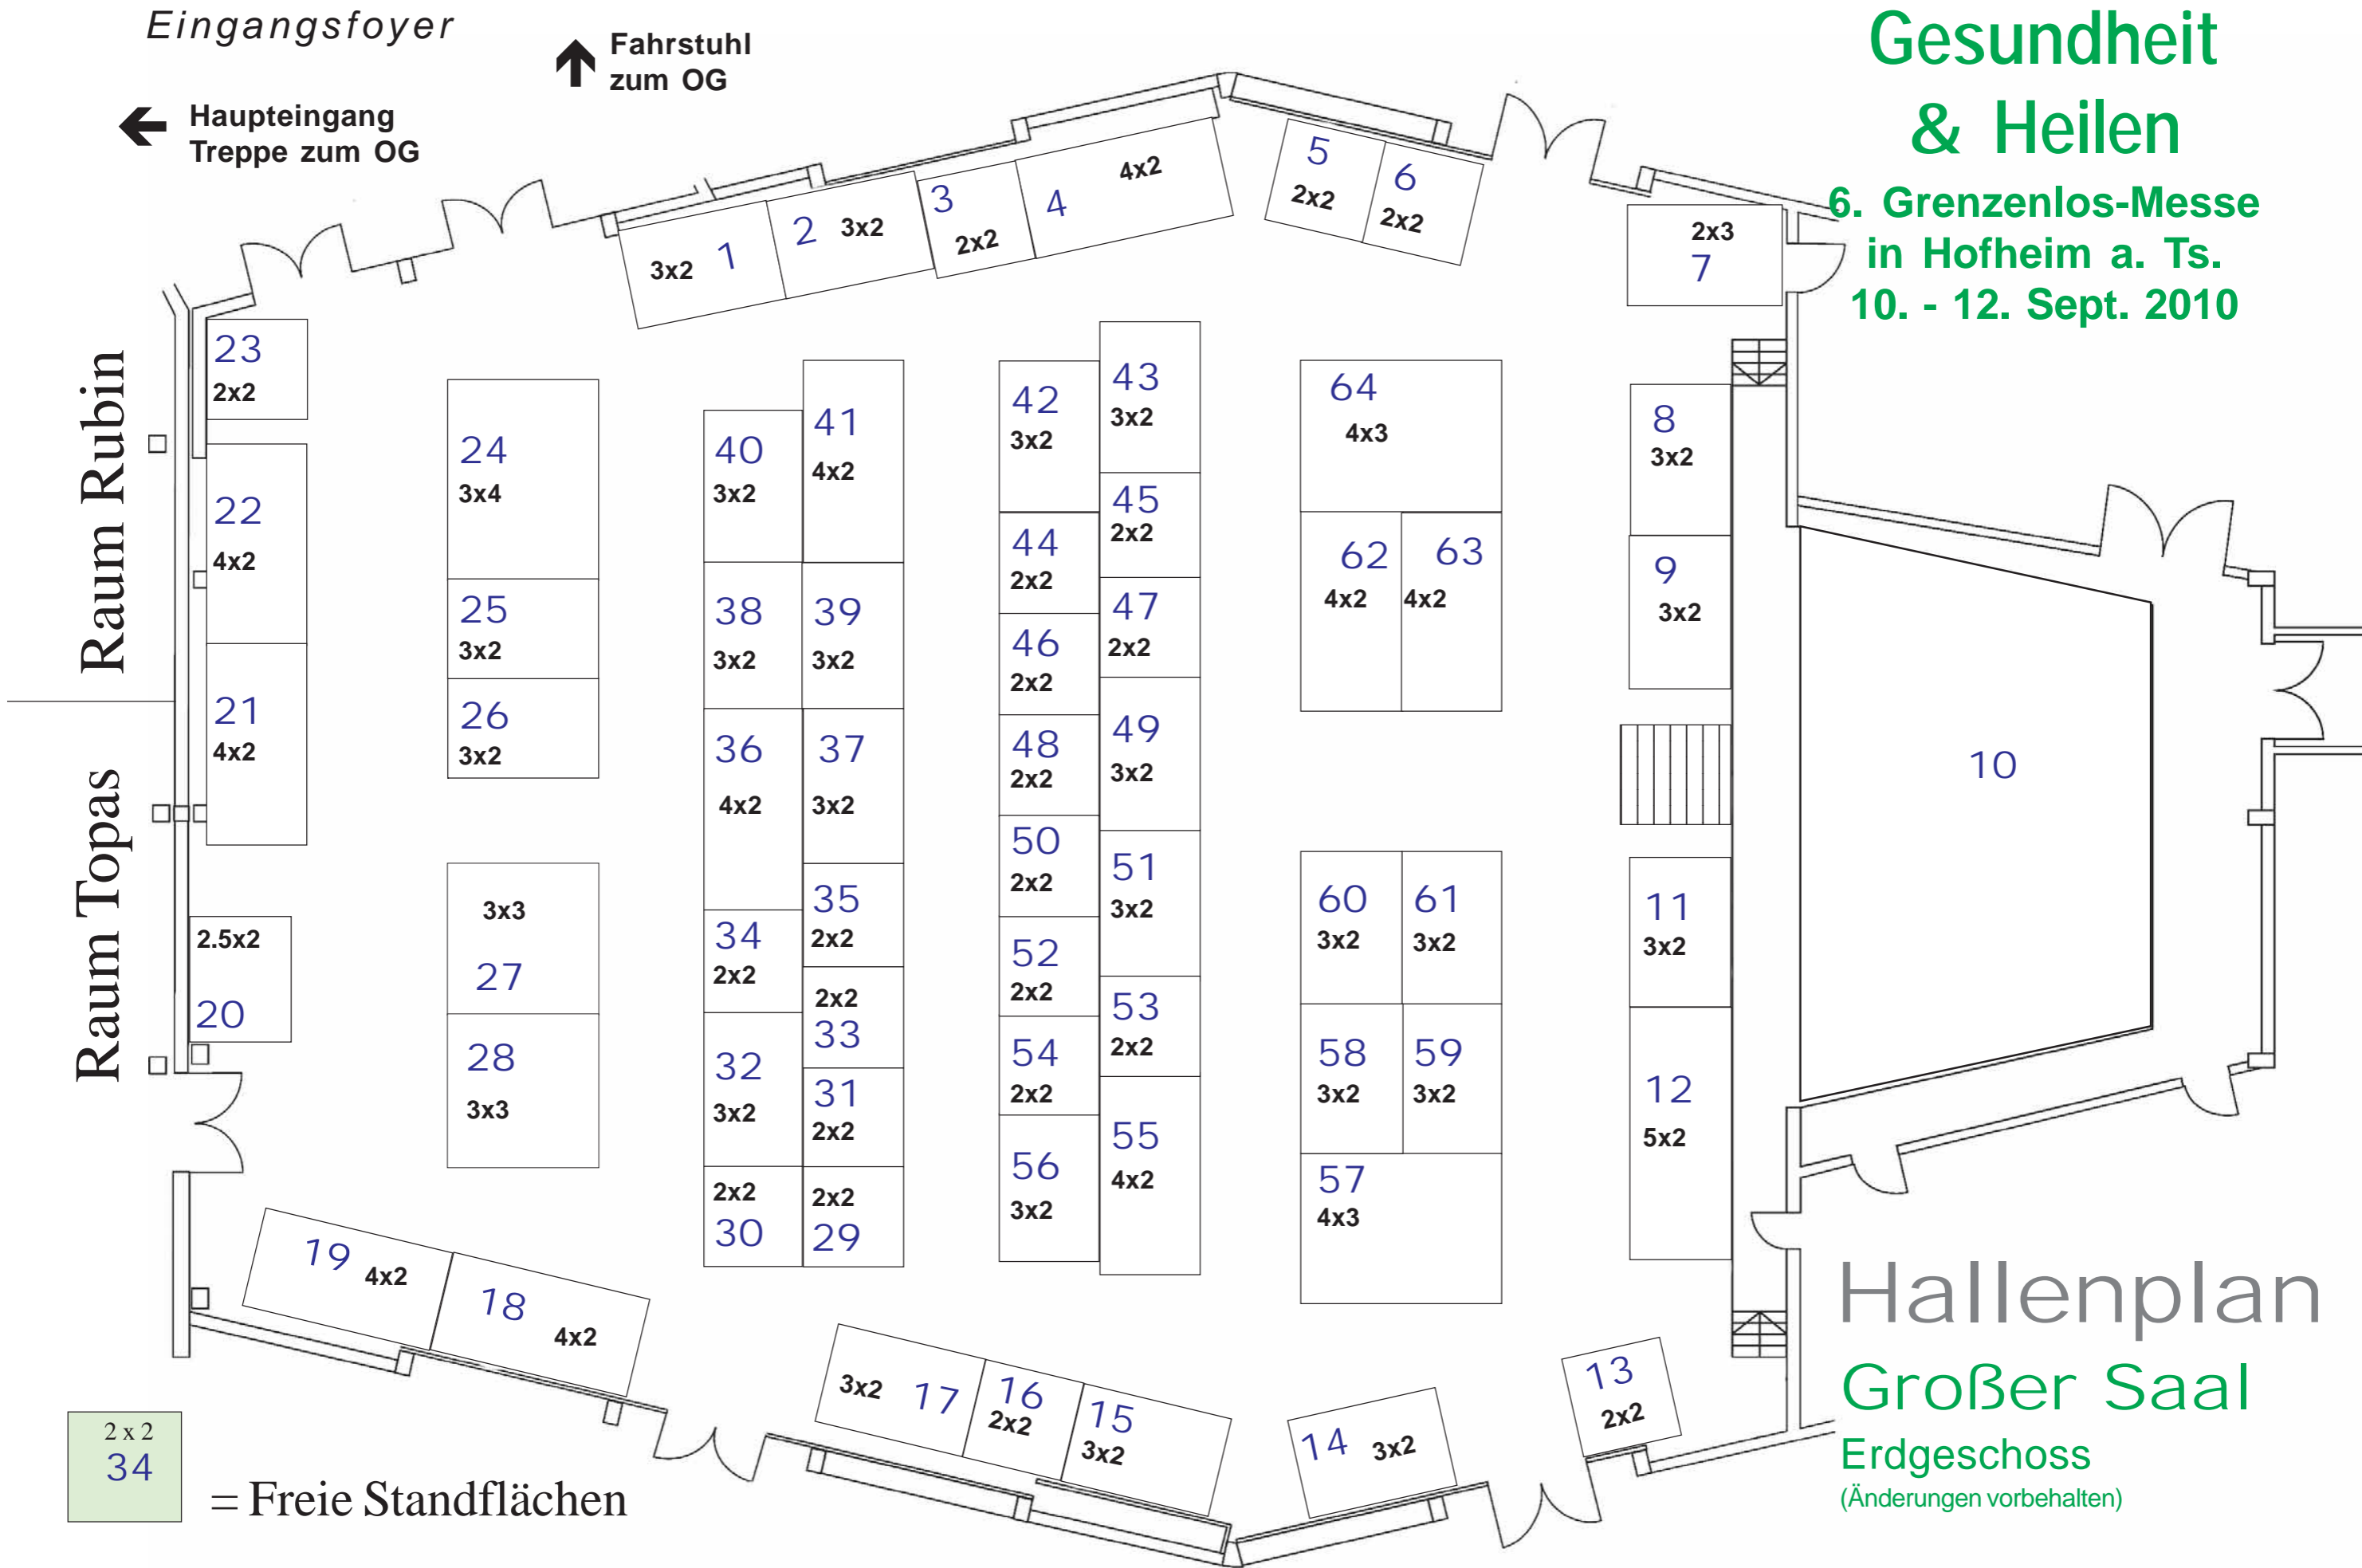 Eingangsfoyer
Fahrstuhl
zum OG
Haupteingang
Treppe zum OG
Gesundheit
& Heilen
6. Grenzenlos-Messe
in Hofheim a. Ts.
10. - 12. Sept. 2010
3x2 1
2 3x2
3
2x2
4 4x2
5
2x2
6
2x2
2x3
7
Raum Rubin
23
2x2
22
4x2
21
4x2
Raum Topas
2.5x2
20
24
3x4
25
3x2
26
3x2
3x3
27
28
3x3
40
3x2
41
4x2
38
3x2
39
3x2
36
4x2
37
3x2
34
2x2
35
2x2
2x2
33
32
3x2
31
2x2
2x2
30
2x2
29
42
3x2
43
3x2
44
2x2
45
2x2
46
2x2
47
2x2
48
2x2
49
3x2
50
2x2
51
3x2
52
2x2
53
2x2
54
2x2
55
4x2
56
3x2
64
4x3
62
4x2
63
4x2
60
3x2
61
3x2
58
3x2
59
3x2
57
4x3
8
3x2
9
3x2
10
11
3x2
12
5x2
19 4x2
18
4x2
3x2 17
16
2x2
15
3x2
14 3x2
13
2x2
2 x 2
34
= Freie Standflächen
Hallenplan
Großer Saal
Erdgeschoss
(Änderungen vorbehalten)